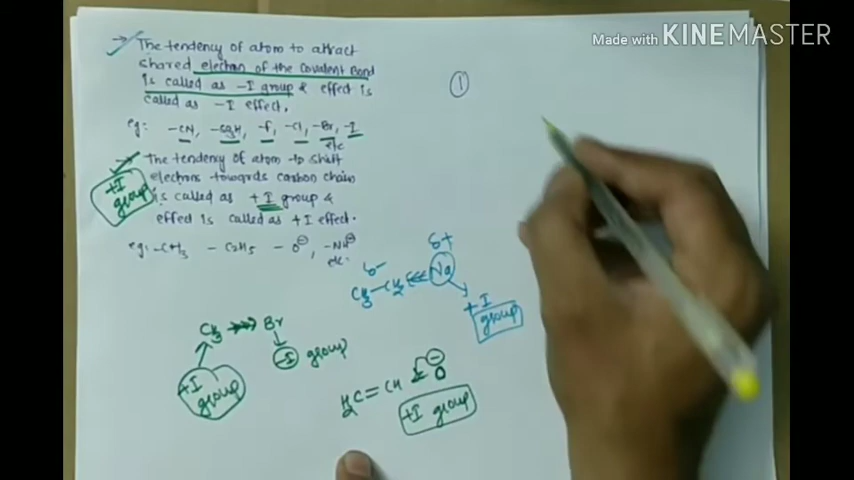 Made with KINEMASTER
The tendency of atom to attract
shared electron of the Covalent Bond
is called as -I group & effect is
called as -I effect.
eg: -CN, -SO3H, -F, -Cl, -Br, -I
etc
The tendency of atom to shift
electrons towards carbon chain
is called as +I group &
effect is called as +I effect.
eg: -CH3 - C2H5 - O⊖, -NH⊖
etc.
+I
group
①
δ- δ+
CH3-CH2 Na
+I
group
CH3 Br
-I group
+I
group
H2C=CH O⊖
+I group